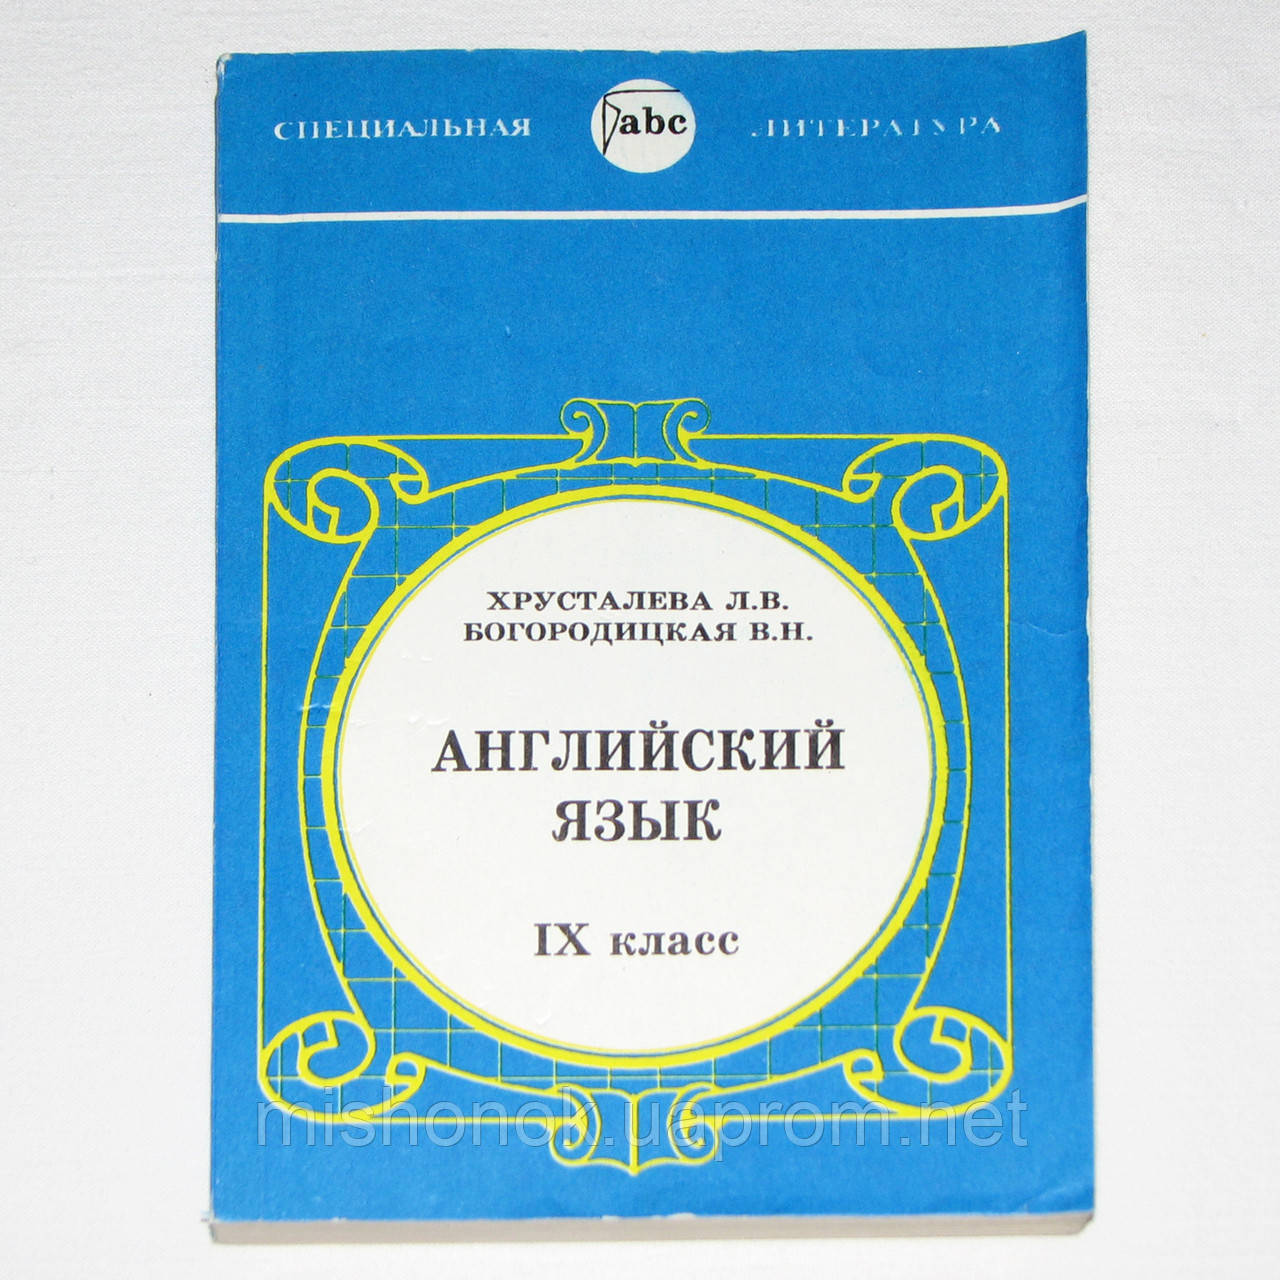 СПЕЦИАЛЬНАЯ abc ЛИТЕРАТУРА
ХРУСТАЛЕВА Л.В.
БОГОРОДИЦКАЯ В.Н.
АНГЛИЙСКИЙ
ЯЗЫК
IX класс
mishonok.uaprom.net